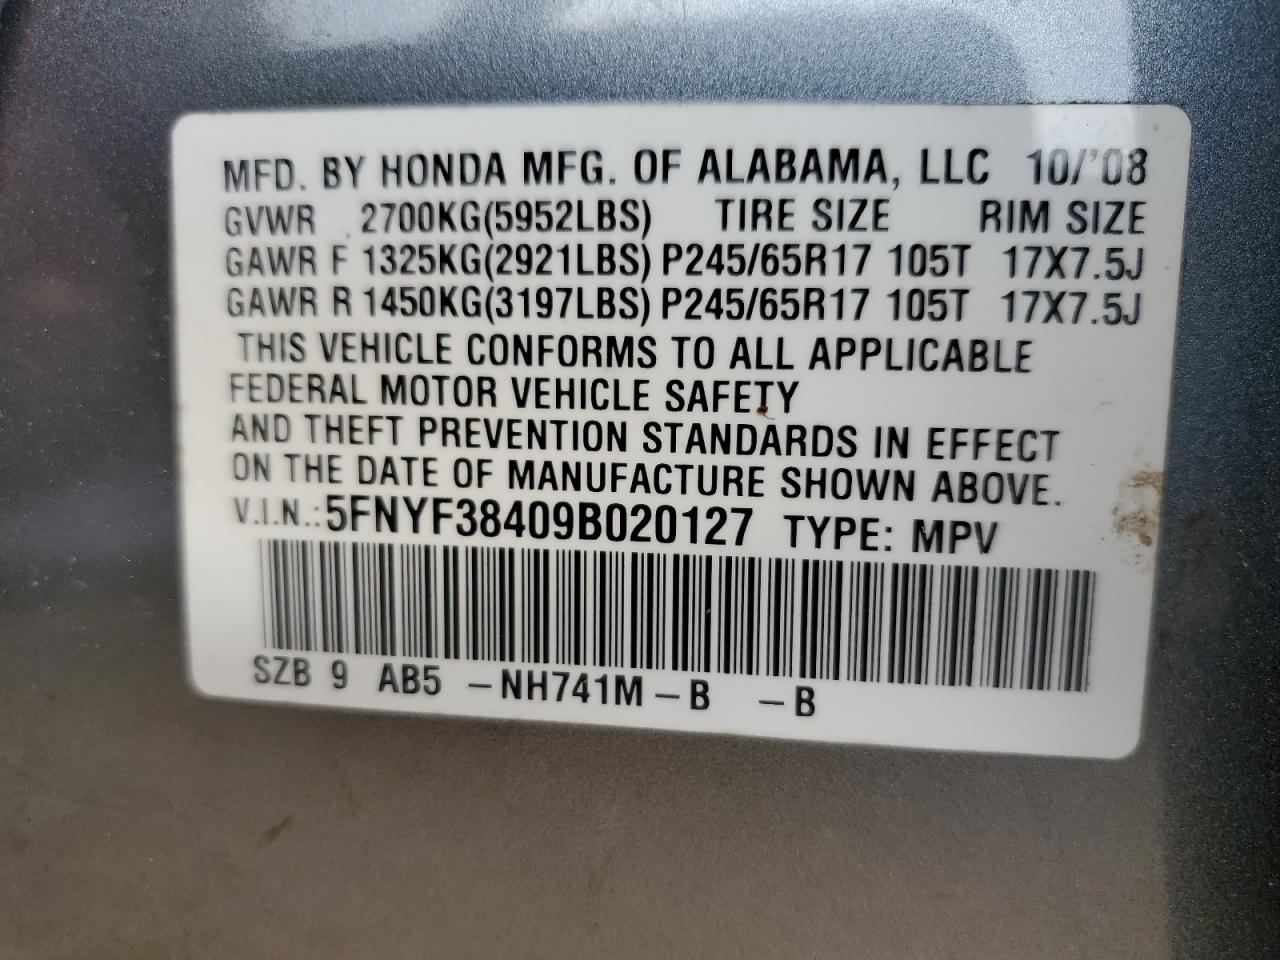 MFD. BY HONDA MFG. OF ALABAMA, LLC 10/'08
GVWR 2700KG(5952LBS) TIRE SIZE RIM SIZE
GAWR F 1325KG(2921LBS) P245/65R17 105T 17X7.5J
GAWR R 1450KG(3197LBS) P245/65R17 105T 17X7.5J
THIS VEHICLE CONFORMS TO ALL APPLICABLE
FEDERAL MOTOR VEHICLE SAFETY
AND THEFT PREVENTION STANDARDS IN EFFECT
ON THE DATE OF MANUFACTURE SHOWN ABOVE.
V.I.N.: 5FNYF38409B020127 TYPE: MPV
SZB 9 AB5 -NH741M-B -B